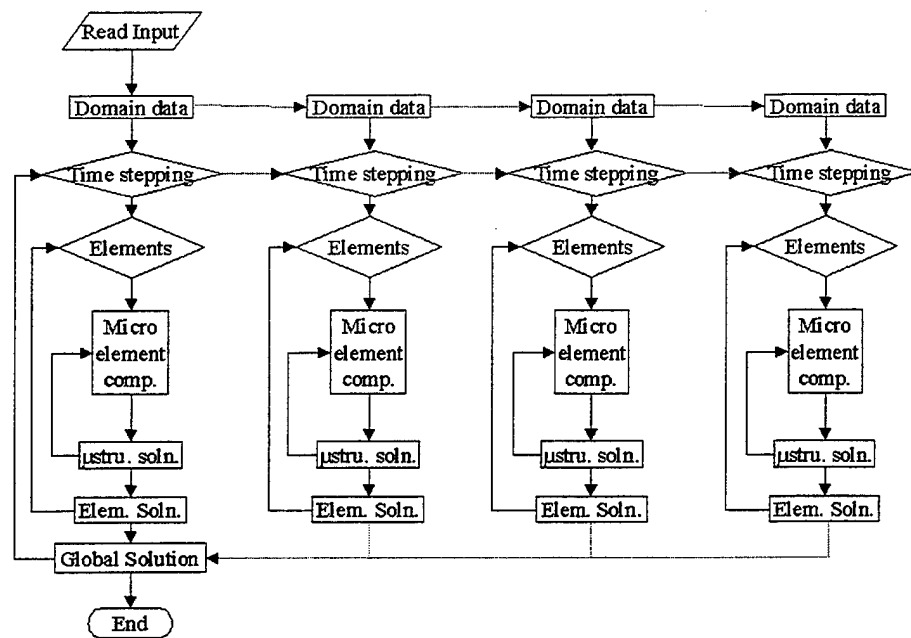 Read Input
Domain data Domain data Domain data Domain data
Time stepping Time stepping Time stepping Time stepping
Elements Elements Elements Elements
Micro Micro Micro Micro
element element element element
comp. comp. comp. comp.
µstru. soln. µstru. soln. µstru. soln. µstru. soln.
Elem. Soln. Elem. Soln. Elem. Soln. Elem. Soln.
Global Solution
End